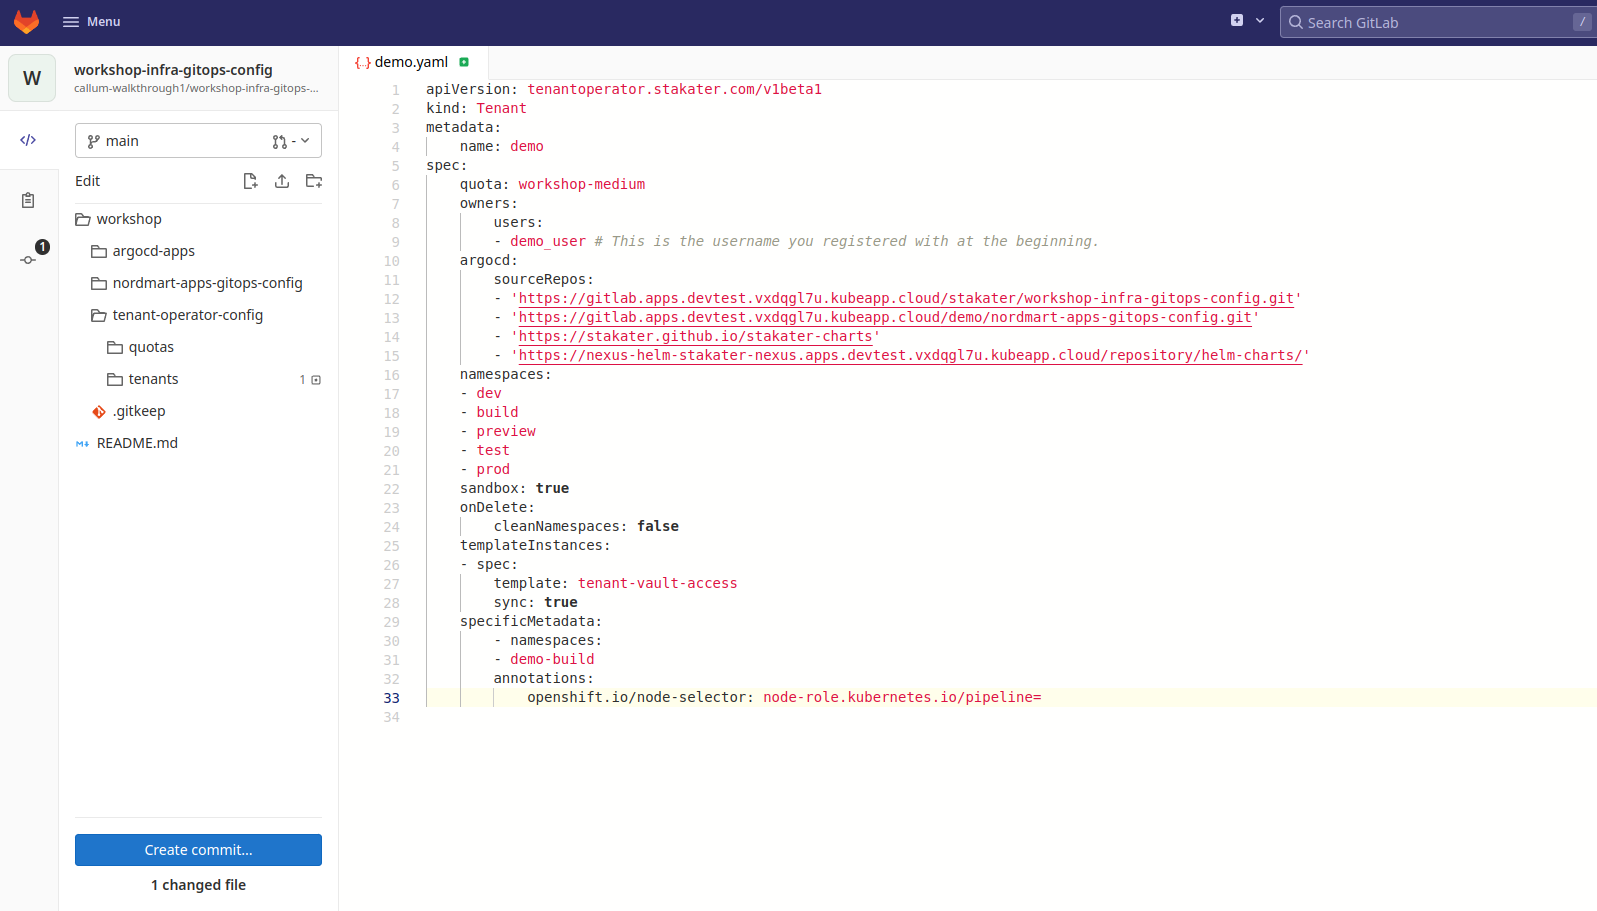 Menu
Search GitLab
/
W
workshop-infra-gitops-config
callum-walkthrough1/workshop-infra-gitops-...
main
-
Edit
workshop
argocd-apps
nordmart-apps-gitops-config
tenant-operator-config
quotas
tenants 1
.gitkeep
README.md
1
Create commit...
1 changed file
{..} demo.yaml
1 apiVersion: tenantoperator.stakater.com/v1beta1
2 kind: Tenant
3 metadata:
4     name: demo
5 spec:
6     quota: workshop-medium
7     owners:
8         users:
9         - demo_user # This is the username you registered with at the beginning.
10     argocd:
11         sourceRepos:
12         - 'https://gitlab.apps.devtest.vxdqgl7u.kubeapp.cloud/stakater/workshop-infra-gitops-config.git'
13         - 'https://gitlab.apps.devtest.vxdqgl7u.kubeapp.cloud/demo/nordmart-apps-gitops-config.git'
14         - 'https://stakater.github.io/stakater-charts'
15         - 'https://nexus-helm-stakater-nexus.apps.devtest.vxdqgl7u.kubeapp.cloud/repository/helm-charts/'
16     namespaces:
17     - dev
18     - build
19     - preview
20     - test
21     - prod
22     sandbox: true
23     onDelete:
24         cleanNamespaces: false
25     templateInstances:
26     - spec:
27         template: tenant-vault-access
28         sync: true
29     specificMetadata:
30         - namespaces:
31         - demo-build
32         annotations:
33             openshift.io/node-selector: node-role.kubernetes.io/pipeline=
34